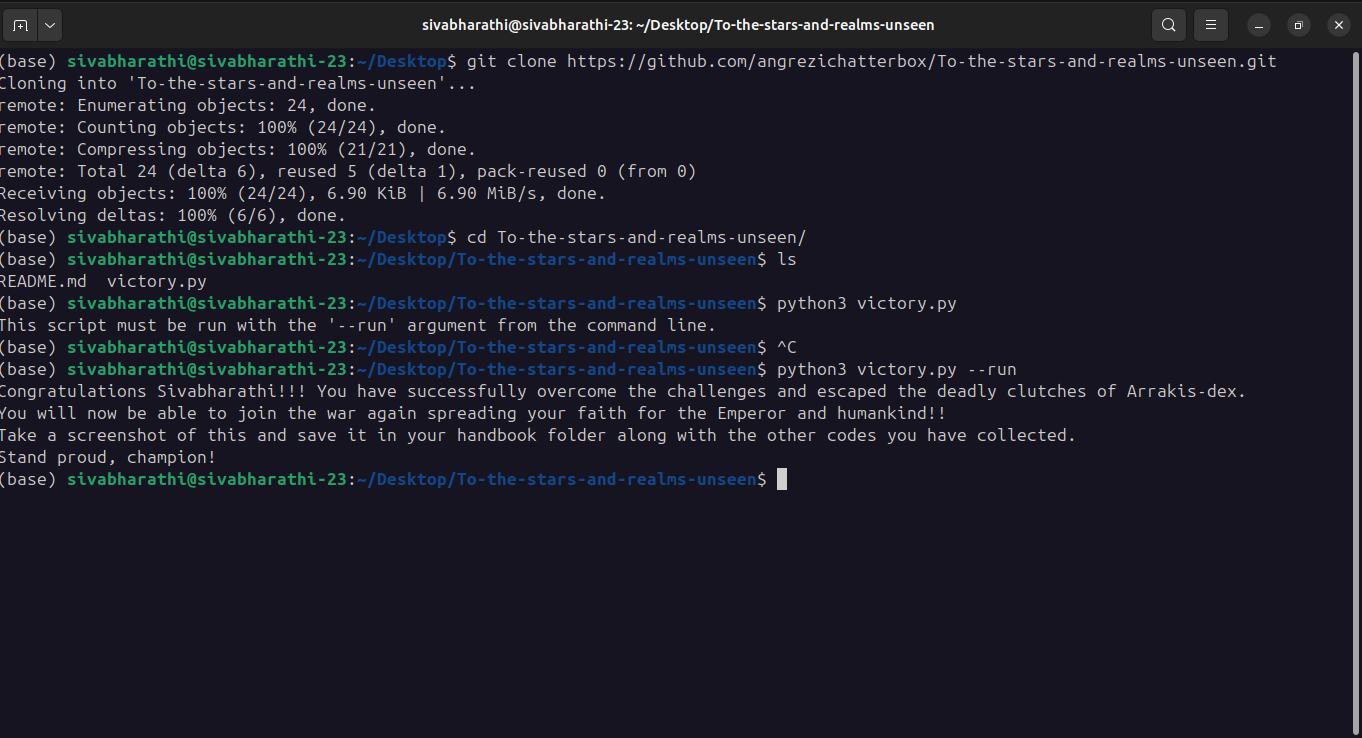 sivabharathi@sivabharathi-23: ~/Desktop/To-the-stars-and-realms-unseen
(base) sivabharathi@sivabharathi-23:~/Desktop$ git clone https://github.com/angrezichatterbox/To-the-stars-and-realms-unseen.git
Cloning into 'To-the-stars-and-realms-unseen'...
remote: Enumerating objects: 24, done.
remote: Counting objects: 100% (24/24), done.
remote: Compressing objects: 100% (21/21), done.
remote: Total 24 (delta 6), reused 5 (delta 1), pack-reused 0 (from 0)
Receiving objects: 100% (24/24), 6.90 KiB | 6.90 MiB/s, done.
Resolving deltas: 100% (6/6), done.
(base) sivabharathi@sivabharathi-23:~/Desktop$ cd To-the-stars-and-realms-unseen/
(base) sivabharathi@sivabharathi-23:~/Desktop/To-the-stars-and-realms-unseen$ ls
README.md  victory.py
(base) sivabharathi@sivabharathi-23:~/Desktop/To-the-stars-and-realms-unseen$ python3 victory.py
This script must be run with the '--run' argument from the command line.
(base) sivabharathi@sivabharathi-23:~/Desktop/To-the-stars-and-realms-unseen$ ^C
(base) sivabharathi@sivabharathi-23:~/Desktop/To-the-stars-and-realms-unseen$ python3 victory.py --run
Congratulations Sivabharathi!!! You have successfully overcome the challenges and escaped the deadly clutches of Arrakis-dex.
You will now be able to join the war again spreading your faith for the Emperor and humankind!!
Take a screenshot of this and save it in your handbook folder along with the other codes you have collected.
Stand proud, champion!
(base) sivabharathi@sivabharathi-23:~/Desktop/To-the-stars-and-realms-unseen$